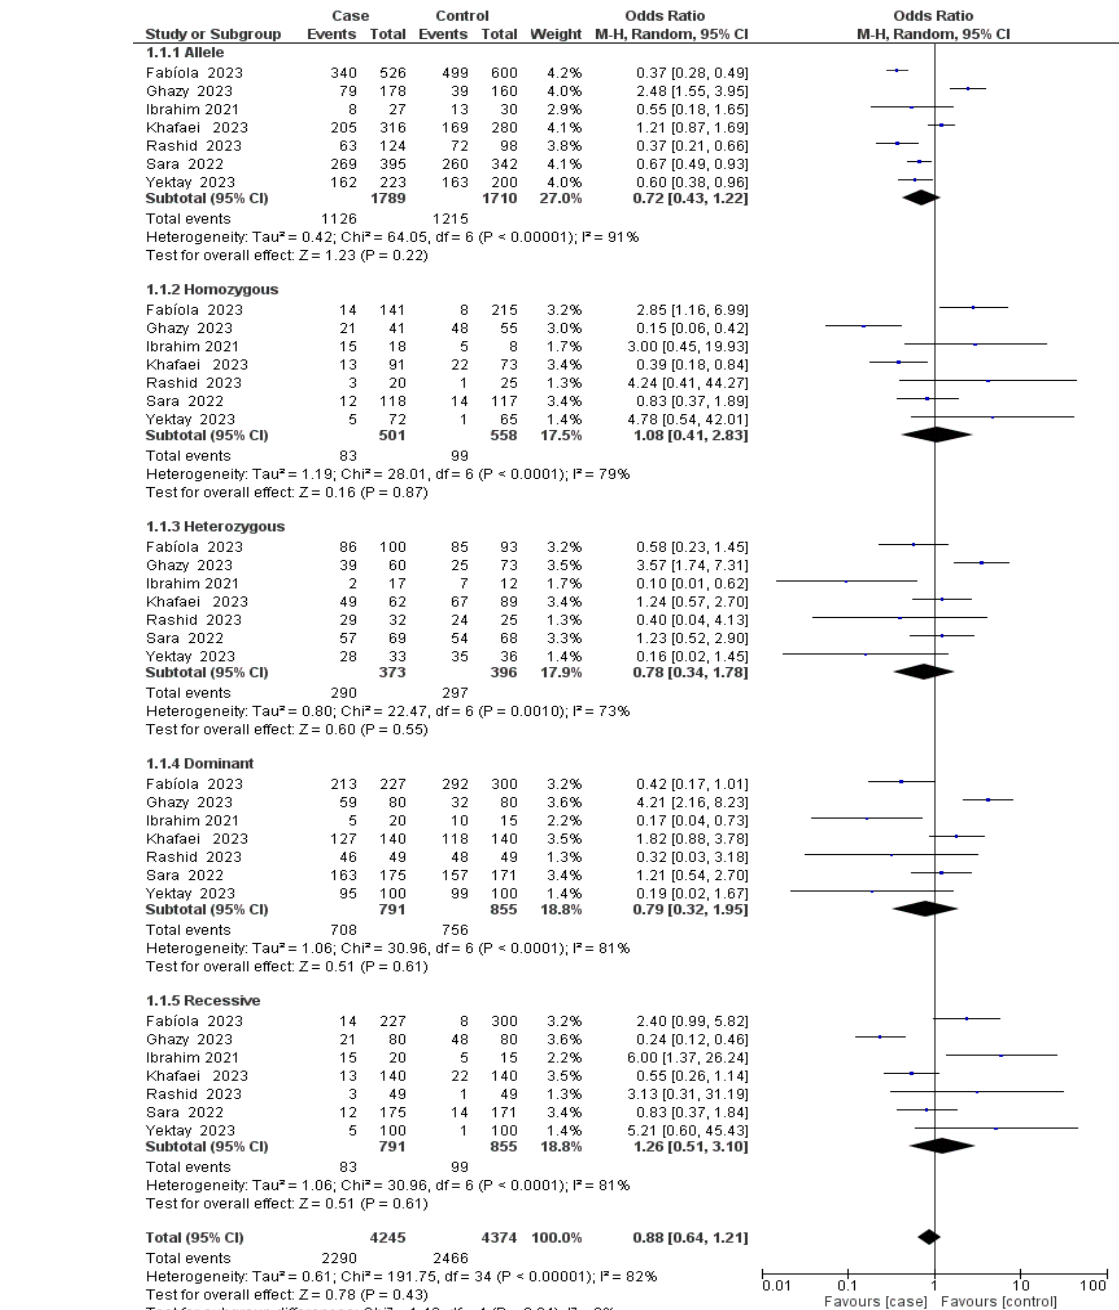 Case Control Odds Ratio Odds Ratio
Study or Subgroup Events Total Events Total Weight M-H, Random, 95% CI M-H, Random, 95% CI
1.1.1 Allele
Fabíola 2023 340 526 499 600 4.2% 0.37 [0.28, 0.49]
Ghazy 2023 79 178 39 160 4.0% 2.48 [1.55, 3.95]
Ibrahim 2021 8 27 13 30 2.9% 0.55 [0.18, 1.65]
Khafaei 2023 205 316 169 280 4.1% 1.21 [0.87, 1.69]
Rashid 2023 63 124 72 98 3.8% 0.37 [0.21, 0.66]
Sara 2022 269 395 260 342 4.1% 0.67 [0.49, 0.93]
Yektay 2023 162 223 163 200 4.0% 0.60 [0.38, 0.96]
Subtotal (95% CI) 1789 1710 27.0% 0.72 [0.43, 1.22]
Total events 1126 1215
Heterogeneity: Tau² = 0.42; Chi² = 64.05, df = 6 (P < 0.00001); I² = 91%
Test for overall effect: Z = 1.23 (P = 0.22)
1.1.2 Homozygous
Fabíola 2023 14 141 8 215 3.2% 2.85 [1.16, 6.99]
Ghazy 2023 21 41 48 55 3.0% 0.15 [0.06, 0.42]
Ibrahim 2021 15 18 5 8 1.7% 3.00 [0.45, 19.93]
Khafaei 2023 13 91 22 73 3.4% 0.39 [0.18, 0.84]
Rashid 2023 3 20 1 25 1.3% 4.24 [0.41, 44.27]
Sara 2022 12 118 14 117 3.4% 0.83 [0.37, 1.89]
Yektay 2023 5 72 1 65 1.4% 4.78 [0.54, 42.01]
Subtotal (95% CI) 501 558 17.5% 1.08 [0.41, 2.83]
Total events 83 99
Heterogeneity: Tau² = 1.19; Chi² = 28.01, df = 6 (P < 0.0001); I² = 79%
Test for overall effect: Z = 0.16 (P = 0.87)
1.1.3 Heterozygous
Fabíola 2023 86 100 85 93 3.2% 0.58 [0.23, 1.45]
Ghazy 2023 39 60 25 73 3.5% 3.57 [1.74, 7.31]
Ibrahim 2021 2 17 7 12 1.7% 0.10 [0.01, 0.62]
Khafaei 2023 49 62 67 89 3.4% 1.24 [0.57, 2.70]
Rashid 2023 29 32 24 25 1.3% 0.40 [0.04, 4.13]
Sara 2022 57 69 54 68 3.3% 1.23 [0.52, 2.90]
Yektay 2023 28 33 35 36 1.4% 0.16 [0.02, 1.45]
Subtotal (95% CI) 373 396 17.9% 0.78 [0.34, 1.78]
Total events 290 297
Heterogeneity: Tau² = 0.80; Chi² = 22.47, df = 6 (P = 0.0010); I² = 73%
Test for overall effect: Z = 0.60 (P = 0.55)
1.1.4 Dominant
Fabíola 2023 213 227 292 300 3.2% 0.42 [0.17, 1.01]
Ghazy 2023 59 80 32 80 3.6% 4.21 [2.16, 8.23]
Ibrahim 2021 5 20 10 15 2.2% 0.17 [0.04, 0.73]
Khafaei 2023 127 140 118 140 3.5% 1.82 [0.88, 3.78]
Rashid 2023 46 49 48 49 1.3% 0.32 [0.03, 3.18]
Sara 2022 163 175 157 171 3.4% 1.21 [0.54, 2.70]
Yektay 2023 95 100 99 100 1.4% 0.19 [0.02, 1.67]
Subtotal (95% CI) 791 855 18.8% 0.79 [0.32, 1.95]
Total events 708 756
Heterogeneity: Tau² = 1.06; Chi² = 30.96, df = 6 (P < 0.0001); I² = 81%
Test for overall effect: Z = 0.51 (P = 0.61)
1.1.5 Recessive
Fabíola 2023 14 227 8 300 3.2% 2.40 [0.99, 5.82]
Ghazy 2023 21 80 48 80 3.6% 0.24 [0.12, 0.46]
Ibrahim 2021 15 20 5 15 2.2% 6.00 [1.37, 26.24]
Khafaei 2023 13 140 22 140 3.5% 0.55 [0.26, 1.14]
Rashid 2023 3 49 1 49 1.3% 3.13 [0.31, 31.19]
Sara 2022 12 175 14 171 3.4% 0.83 [0.37, 1.84]
Yektay 2023 5 100 1 100 1.4% 5.21 [0.60, 45.43]
Subtotal (95% CI) 791 855 18.8% 1.26 [0.51, 3.10]
Total events 83 99
Heterogeneity: Tau² = 1.06; Chi² = 30.96, df = 6 (P < 0.0001); I² = 81%
Test for overall effect: Z = 0.51 (P = 0.61)
Total (95% CI) 4245 4374 100.0% 0.88 [0.64, 1.21]
Total events 2290 2466
Heterogeneity: Tau² = 0.61; Chi² = 191.75, df = 34 (P < 0.00001); I² = 82%
Test for overall effect: Z = 0.78 (P = 0.43)
0.01 0.1 1 10 100
Favours [case] Favours [control]